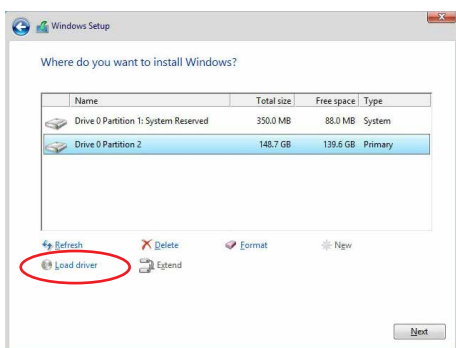 Windows Setup
Where do you want to install Windows?
Name Total size Free space Type
Drive 0 Partition 1: System Reserved 350.0 MB 88.0 MB System
Drive 0 Partition 2 148.7 GB 139.6 GB Primary
Refresh Delete Format New
Load driver Extend
Next